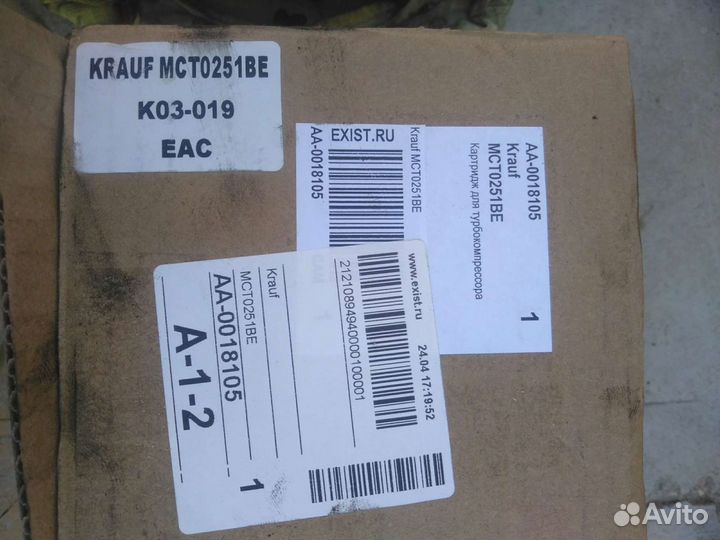 KRAUF MCT0251BE
K03-019
EAC
EXIST.RU
AA-0018105
Krauf MCT0251BE
AA-0018105
Krauf
MCT0251BE
Картридж для турбокомпрессора
1
www.exist.ru
24.04 17:19:52
21210894940000100001
Krauf
MCT0251BE
AA-0018105
1
A-1-2
Avito